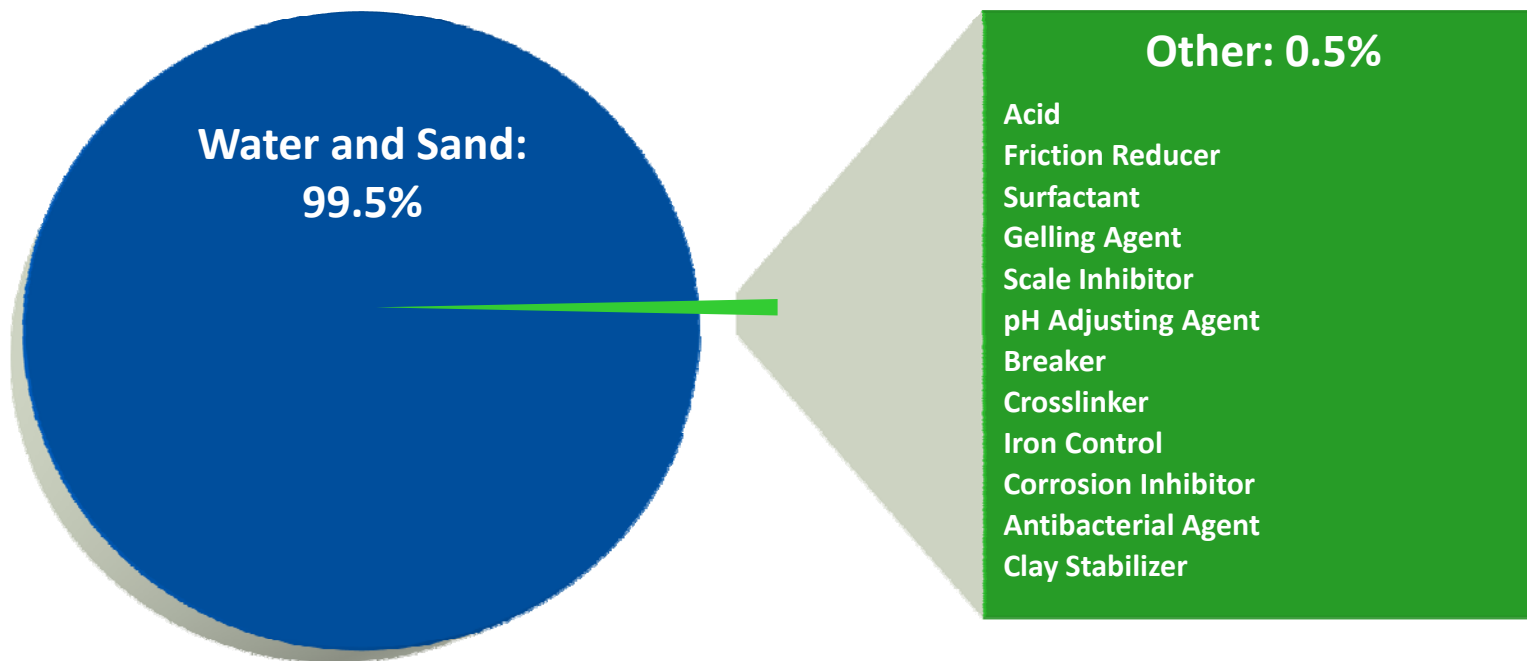 Water and Sand:
99.5%
Other: 0.5%
Acid
Friction Reducer
Surfactant
Gelling Agent
Scale Inhibitor
pH Adjusting Agent
Breaker
Crosslinker
Iron Control
Corrosion Inhibitor
Antibacterial Agent
Clay Stabilizer